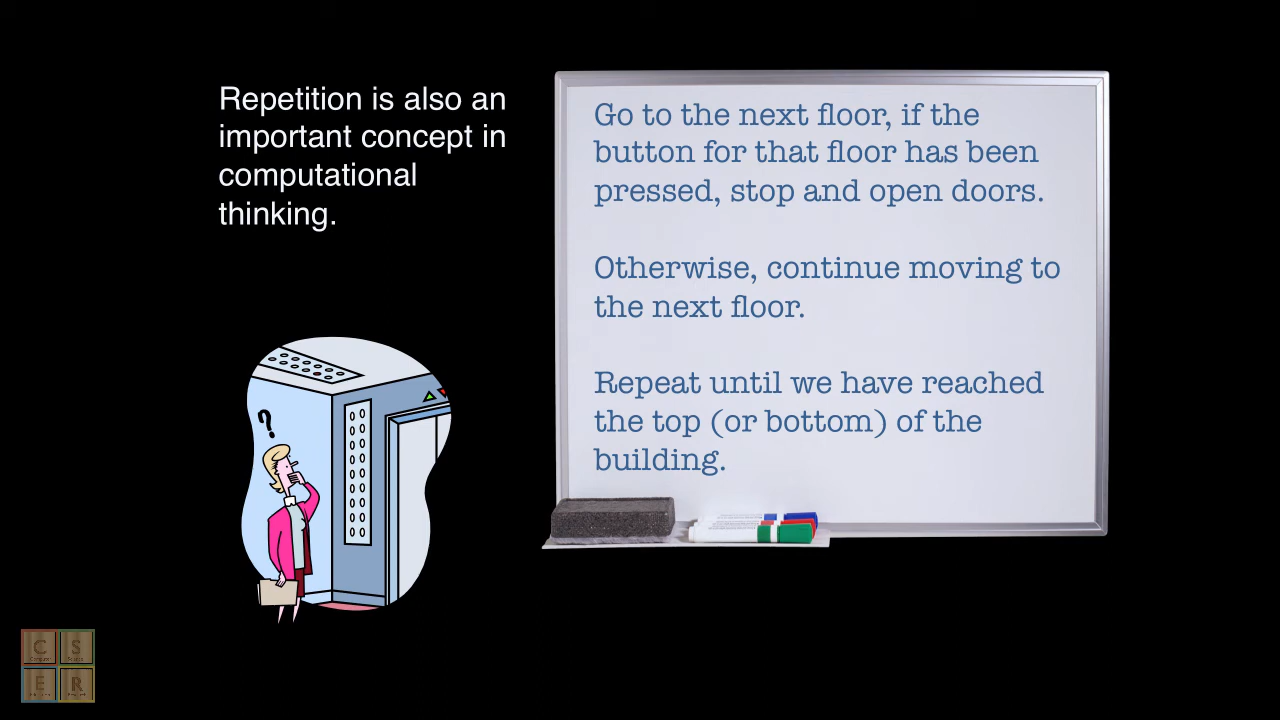 Repetition is also an
important concept in
computational
thinking.
Go to the next floor, if the
button for that floor has been
pressed, stop and open doors.
Otherwise, continue moving to
the next floor.
Repeat until we have reached
the top (or bottom) of the
building.
?
C S
E R